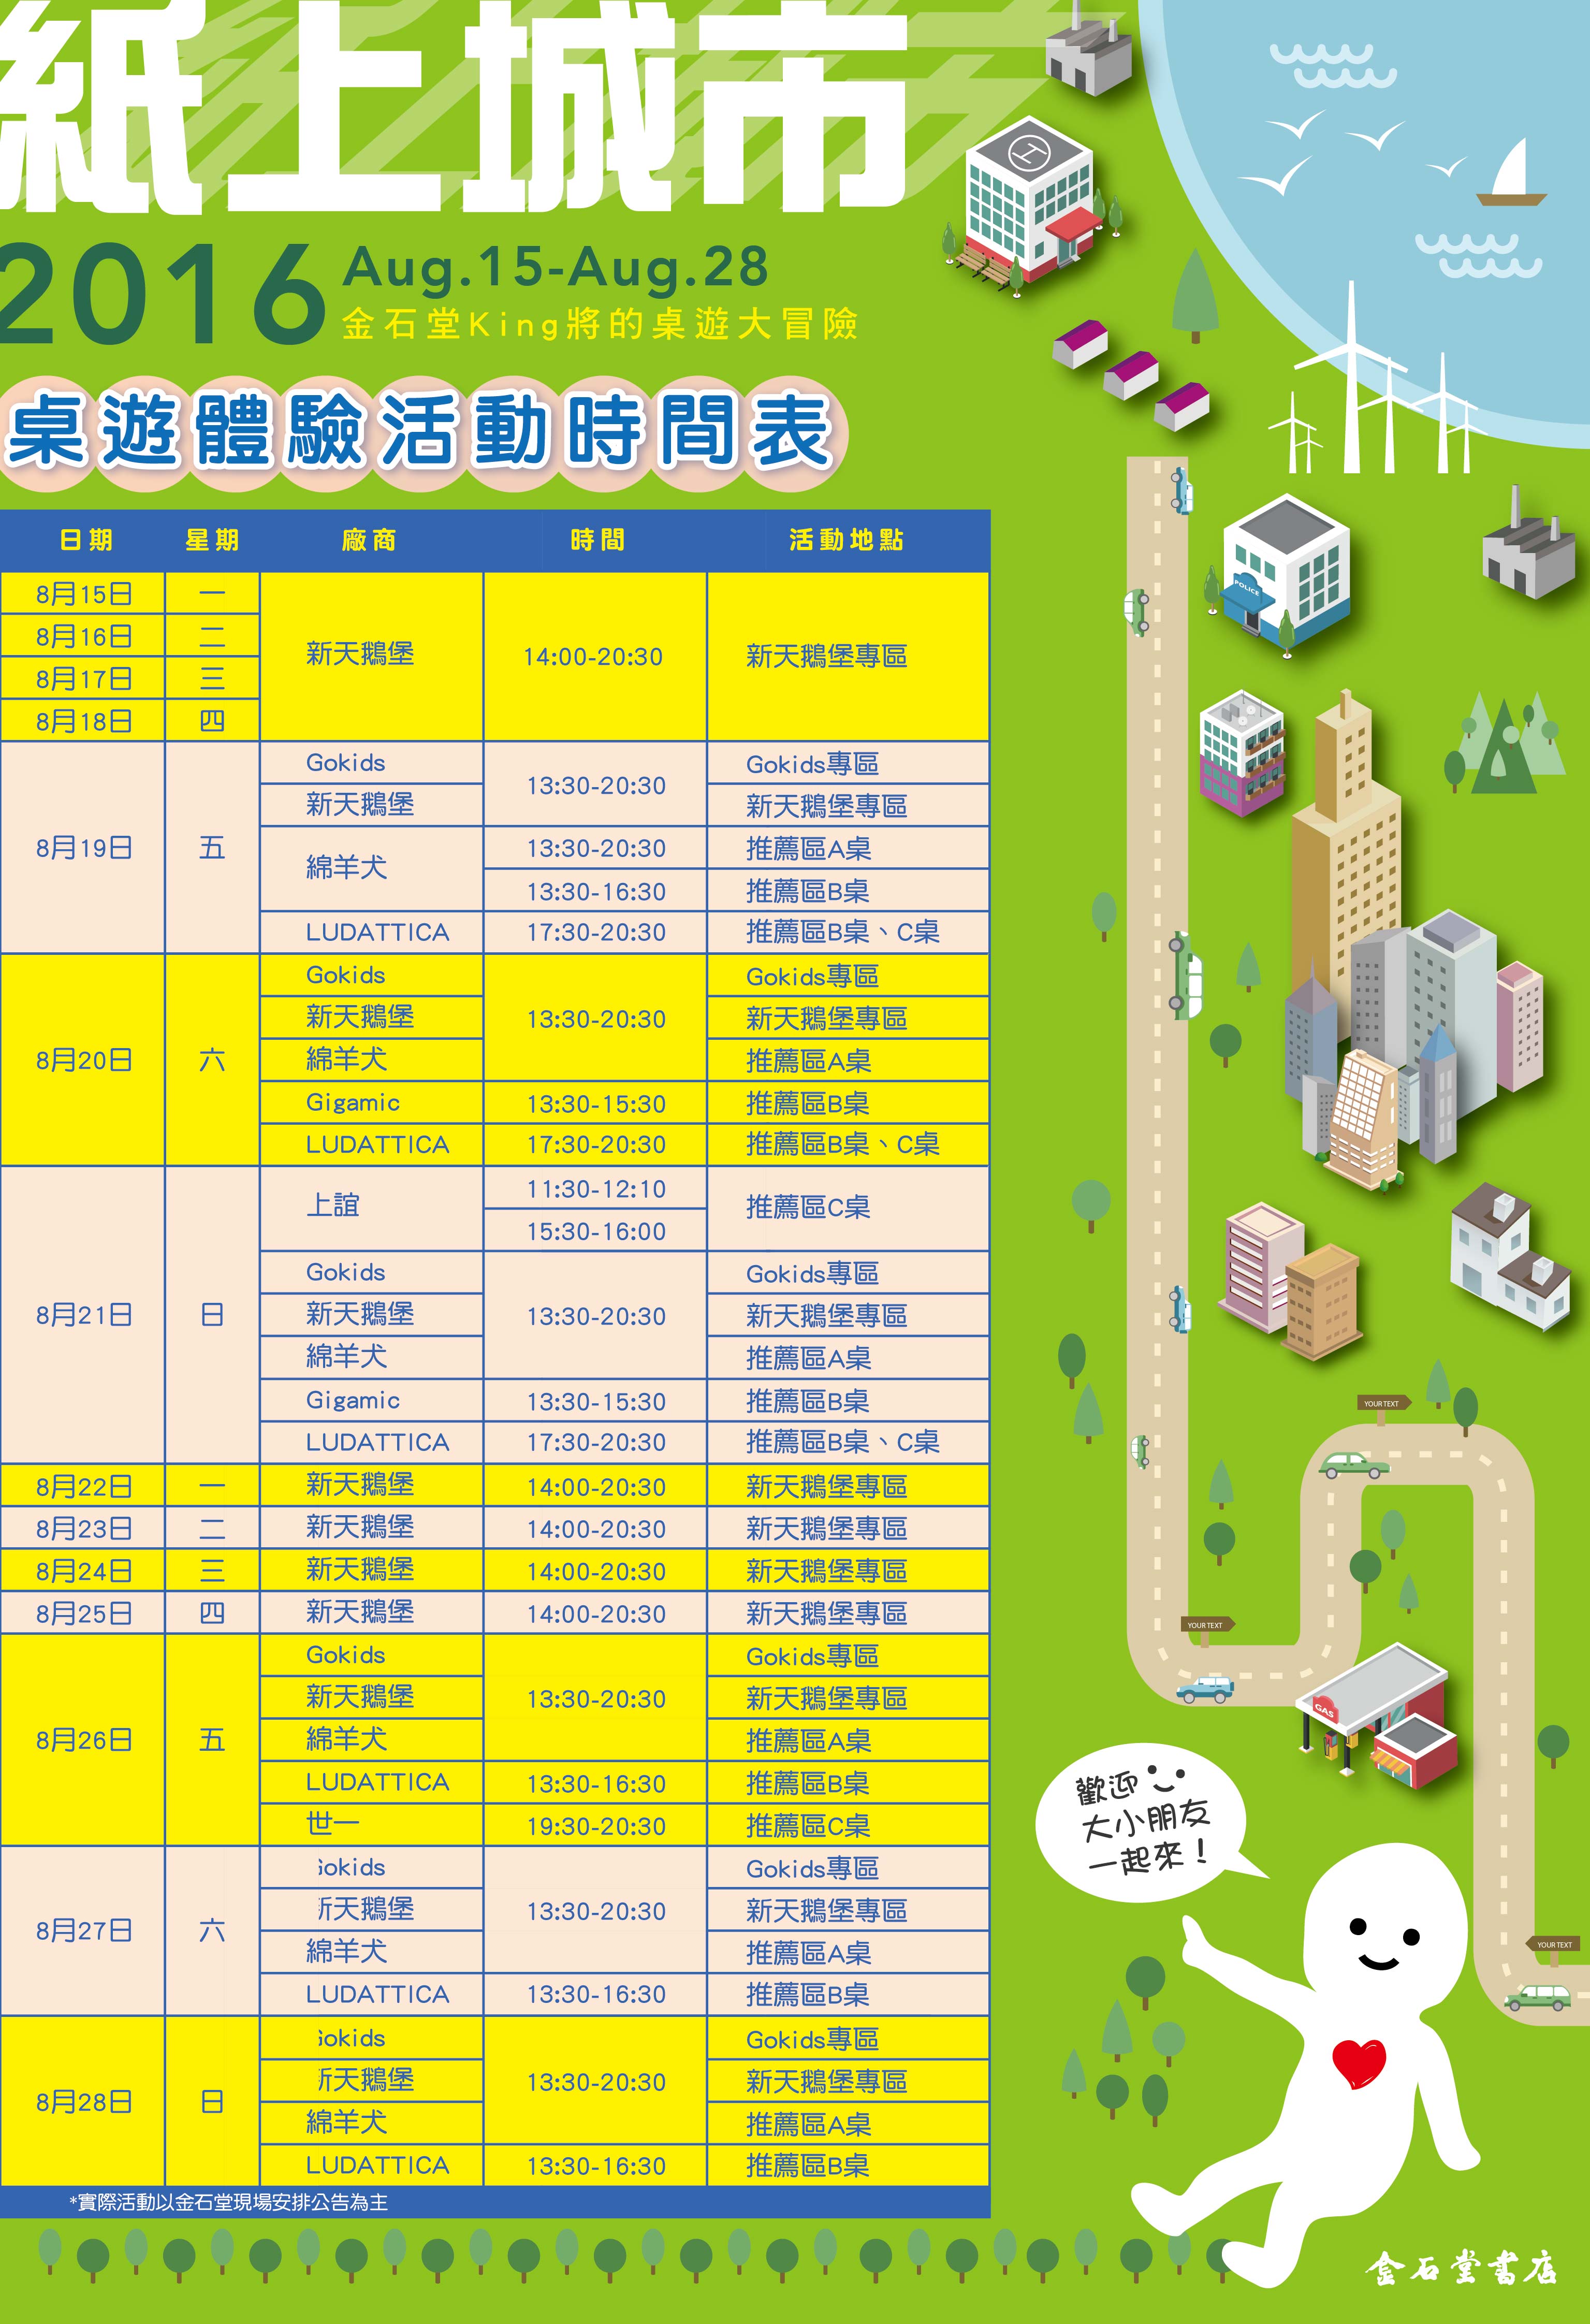 紙上城市
2016 Aug.15-Aug.28
金石堂King將的桌遊大冒險
桌遊體驗活動時間表
日期 星期 廠商 時間 活動地點
8月15日 一 新天鵝堡 14:00-20:30 新天鵝堡專區
8月16日 二
8月17日 三
8月18日 四
8月19日 五 Gokids 13:30-20:30 Gokids專區
新天鵝堡 新天鵝堡專區
綿羊犬 13:30-20:30 推薦區A桌
13:30-16:30 推薦區B桌
LUDATTICA 17:30-20:30 推薦區B桌、C桌
8月20日 六 Gokids 13:30-20:30 Gokids專區
新天鵝堡 新天鵝堡專區
綿羊犬 推薦區A桌
Gigamic 13:30-15:30 推薦區B桌
LUDATTICA 17:30-20:30 推薦區B桌、C桌
8月21日 日 上誼 11:30-12:10 推薦區C桌
15:30-16:00
Gokids 13:30-20:30 Gokids專區
新天鵝堡 新天鵝堡專區
綿羊犬 推薦區A桌
Gigamic 13:30-15:30 推薦區B桌
LUDATTICA 17:30-20:30 推薦區B桌、C桌
8月22日 一 新天鵝堡 14:00-20:30 新天鵝堡專區
8月23日 二 新天鵝堡 14:00-20:30 新天鵝堡專區
8月24日 三 新天鵝堡 14:00-20:30 新天鵝堡專區
8月25日 四 新天鵝堡 14:00-20:30 新天鵝堡專區
8月26日 五 Gokids 13:30-20:30 Gokids專區
新天鵝堡 新天鵝堡專區
綿羊犬 推薦區A桌
LUDATTICA 13:30-16:30 推薦區B桌
世一 19:30-20:30 推薦區C桌
8月27日 六 Gokids 13:30-20:30 Gokids專區
新天鵝堡 新天鵝堡專區
綿羊犬 推薦區A桌
LUDATTICA 13:30-16:30 推薦區B桌
8月28日 日 Gokids 13:30-20:30 Gokids專區
新天鵝堡 新天鵝堡專區
綿羊犬 推薦區A桌
LUDATTICA 13:30-16:30 推薦區B桌
*實際活動以金石堂現場安排公告為主
POLICE
YOUR TEXT
YOUR TEXT
GAS
歡迎
大小朋友
一起來！
YOUR TEXT
金石堂書店